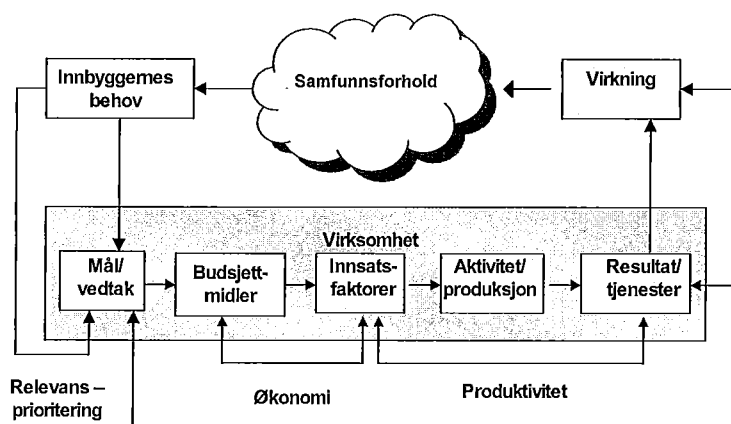 Innbyggernes
behov
Samfunnsforhold
Virkning
Virksomhet
Mål/
vedtak
Budsjett-
midler
Innsats-
faktorer
Aktivitet/
produksjon
Resultat/
tjenester
Relevans –
prioritering
Økonomi
Produktivitet